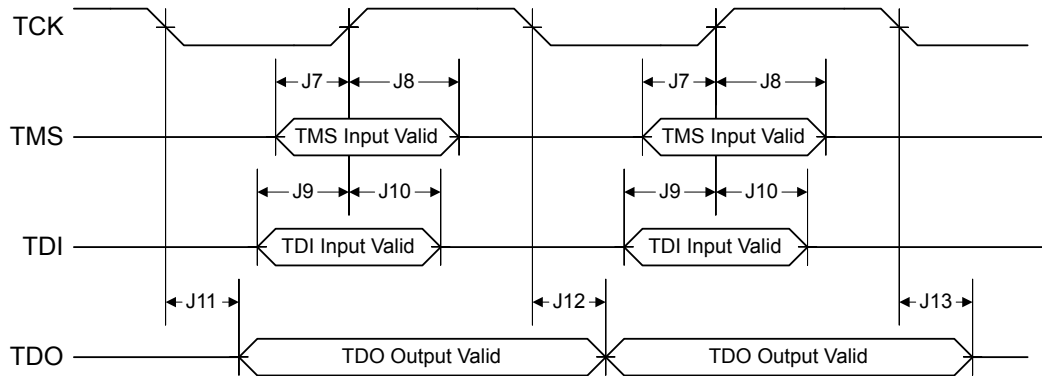 TCK
J7 J8 J7 J8
TMS TMS Input Valid TMS Input Valid
J9 J10 J9 J10
TDI TDI Input Valid TDI Input Valid
J11 J12 J13
TDO TDO Output Valid TDO Output Valid